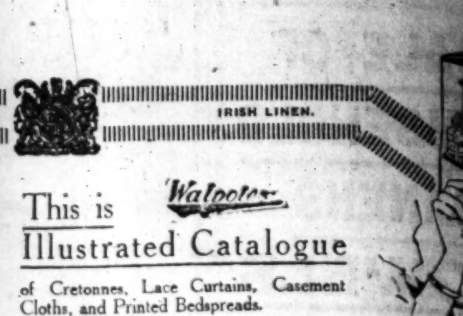 IRISH LINEN.
Walpoles
This is
Illustrated Catalogue
of Cretonnes, Lace Curtains, Casement
Cloths, and Printed Bedspreads.